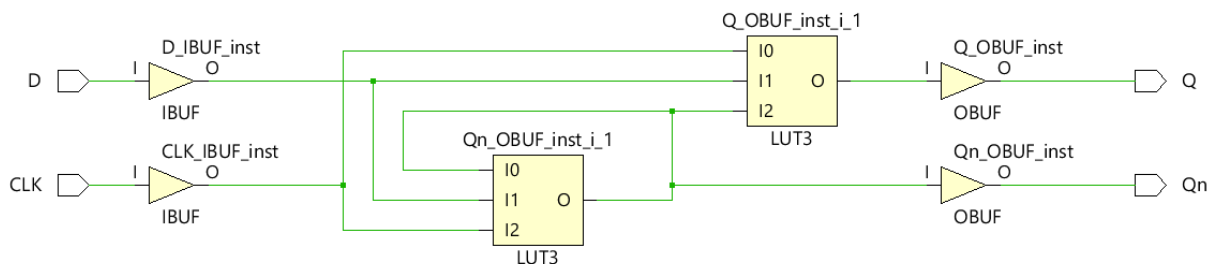 Q_OBUF_inst_i_1
D_IBUF_inst
I0
Q_OBUF_inst
D
I
O
I1
O
I
O
Q
IBUF
I2
OBUF
Qn_OBUF_inst_i_1
LUT3
CLK_IBUF_inst
Qn_OBUF_inst
I0
CLK
I
O
I1
O
I
O
Qn
IBUF
I2
OBUF
LUT3